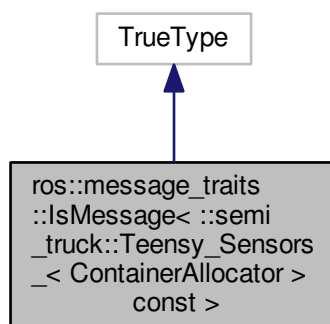 TrueType
ros::message_traits
::IsMessage< ::semi
_truck::Teensy_Sensors
_< ContainerAllocator >
const >